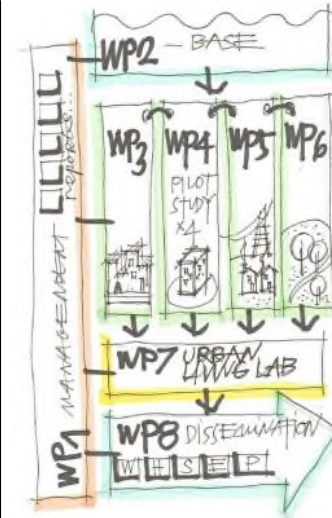 WP2 – BASE
WP3 WP4 WP5 WP6
PILOT
STUDY
x4
WP7 URBAN
LIVING LAB
WP8 DISSEMINATION
W H S E P
WP1 MANAGEMENT